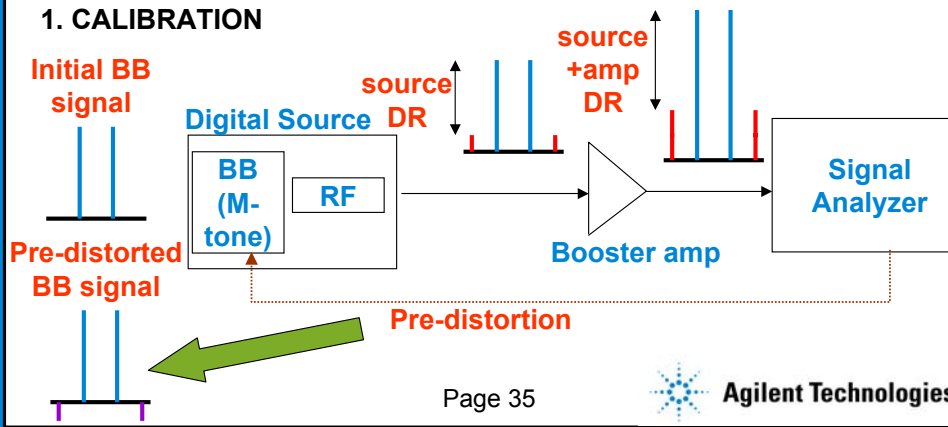 1. CALIBRATION
Initial BB
signal
Digital Source
BB
(M-
tone)
RF
source
DR
source
+amp
DR
Booster amp
Signal
Analyzer
Pre-distorted
BB signal
Pre-distortion
Page 35
Agilent Technologies